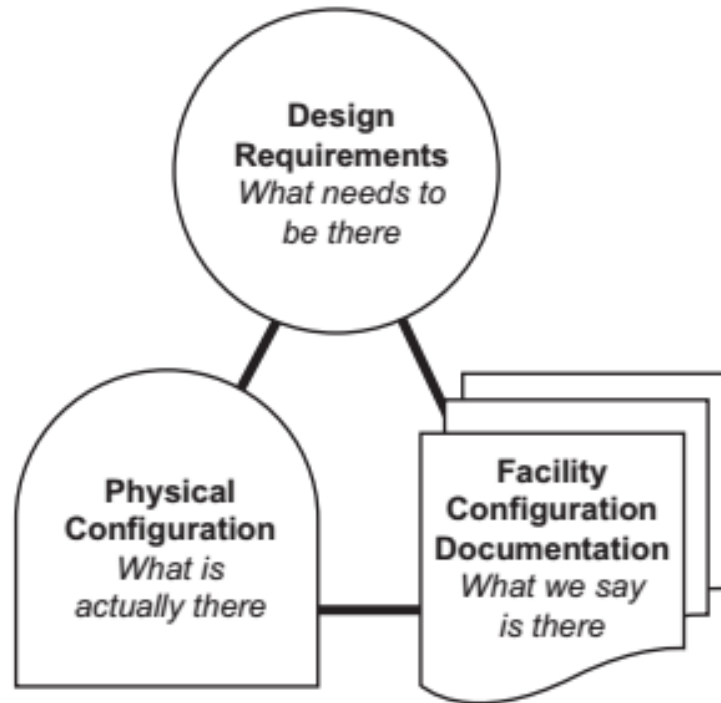 Design
Requirements
What needs to
be there
Physical
Configuration
What is
actually there
Facility
Configuration
Documentation
What we say
is there